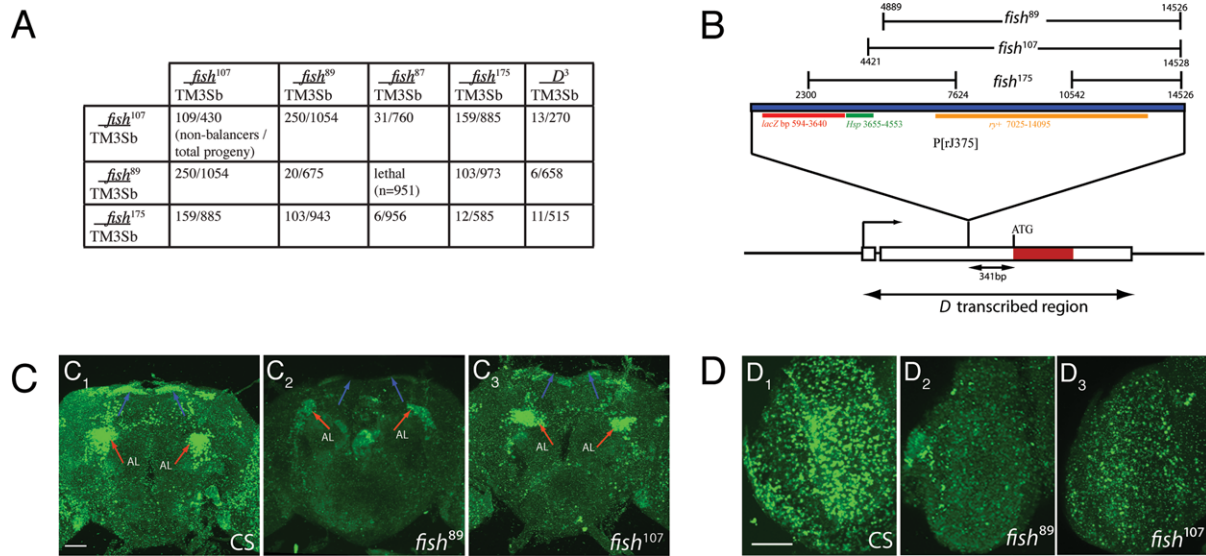 A
fish107 fish89 fish87 fish175 D3
TM3Sb TM3Sb TM3Sb TM3Sb TM3Sb
fish107
TM3Sb
109/430
(non-balancers /
total progeny)
250/1054
31/760
159/885
13/270
fish89
TM3Sb
250/1054
20/675
lethal
(n=951)
103/973
6/658
fish175
TM3Sb
159/885
103/943
6/956
12/585
11/515
B
4889 fish89 14526
4421 fish107 14528
2300 7624 fish175 10542 14526
lacZ bp 594-3640 Hsp 3655-4553 ry+ 7025-14095
P[rJ375]
ATG
341bp
D transcribed region
C
C1
AL
AL
CS
C2
AL
AL
fish89
C3
AL
AL
fish107
D
D1
CS
D2
fish89
D3
fish107